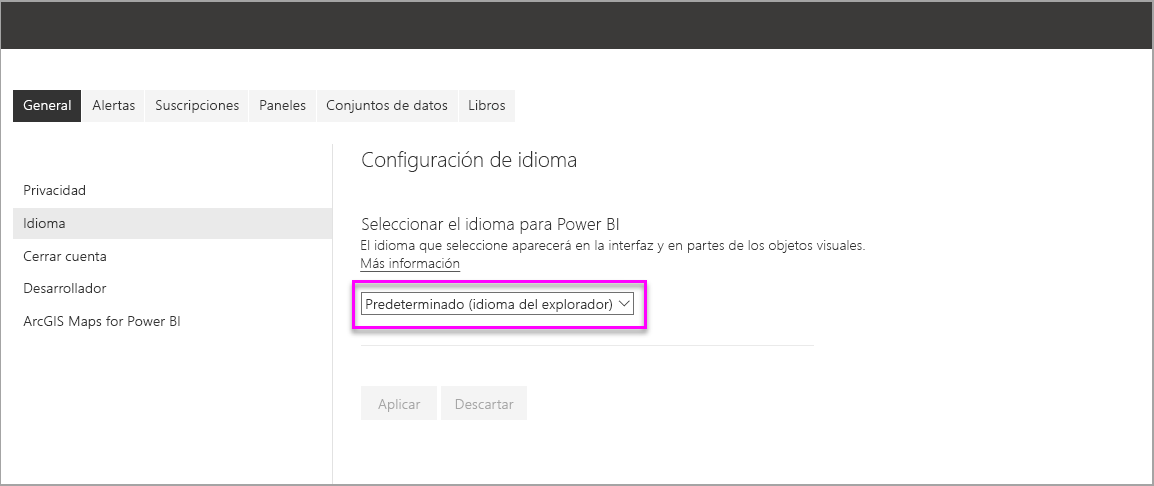 General Alertas Suscripciones Paneles Conjuntos de datos Libros
Privacidad
Idioma
Cerrar cuenta
Desarrollador
ArcGIS Maps for Power BI
Configuración de idioma
Seleccionar el idioma para Power BI
El idioma que seleccione aparecerá en la interfaz y en partes de los objetos visuales.
Más información
Predeterminado (idioma del explorador)
Aplicar Descartar